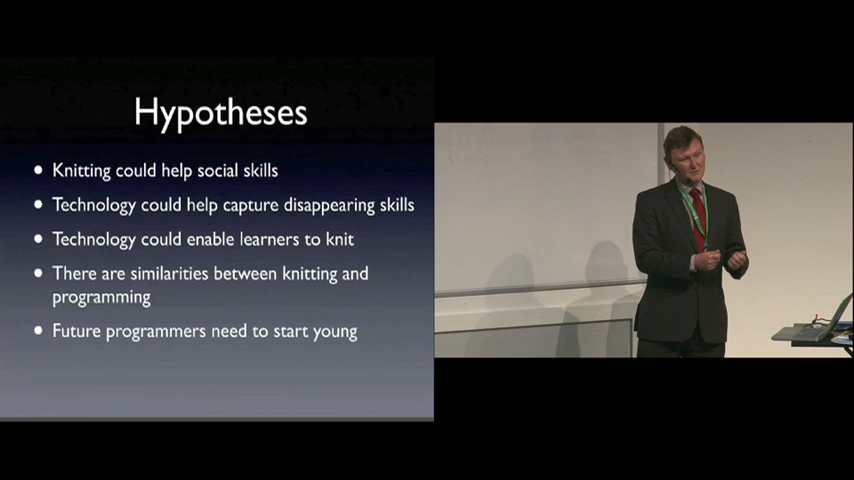 Hypotheses
Knitting could help social skills
Technology could help capture disappearing skills
Technology could enable learners to knit
There are similarities between knitting and
programming
Future programmers need to start young